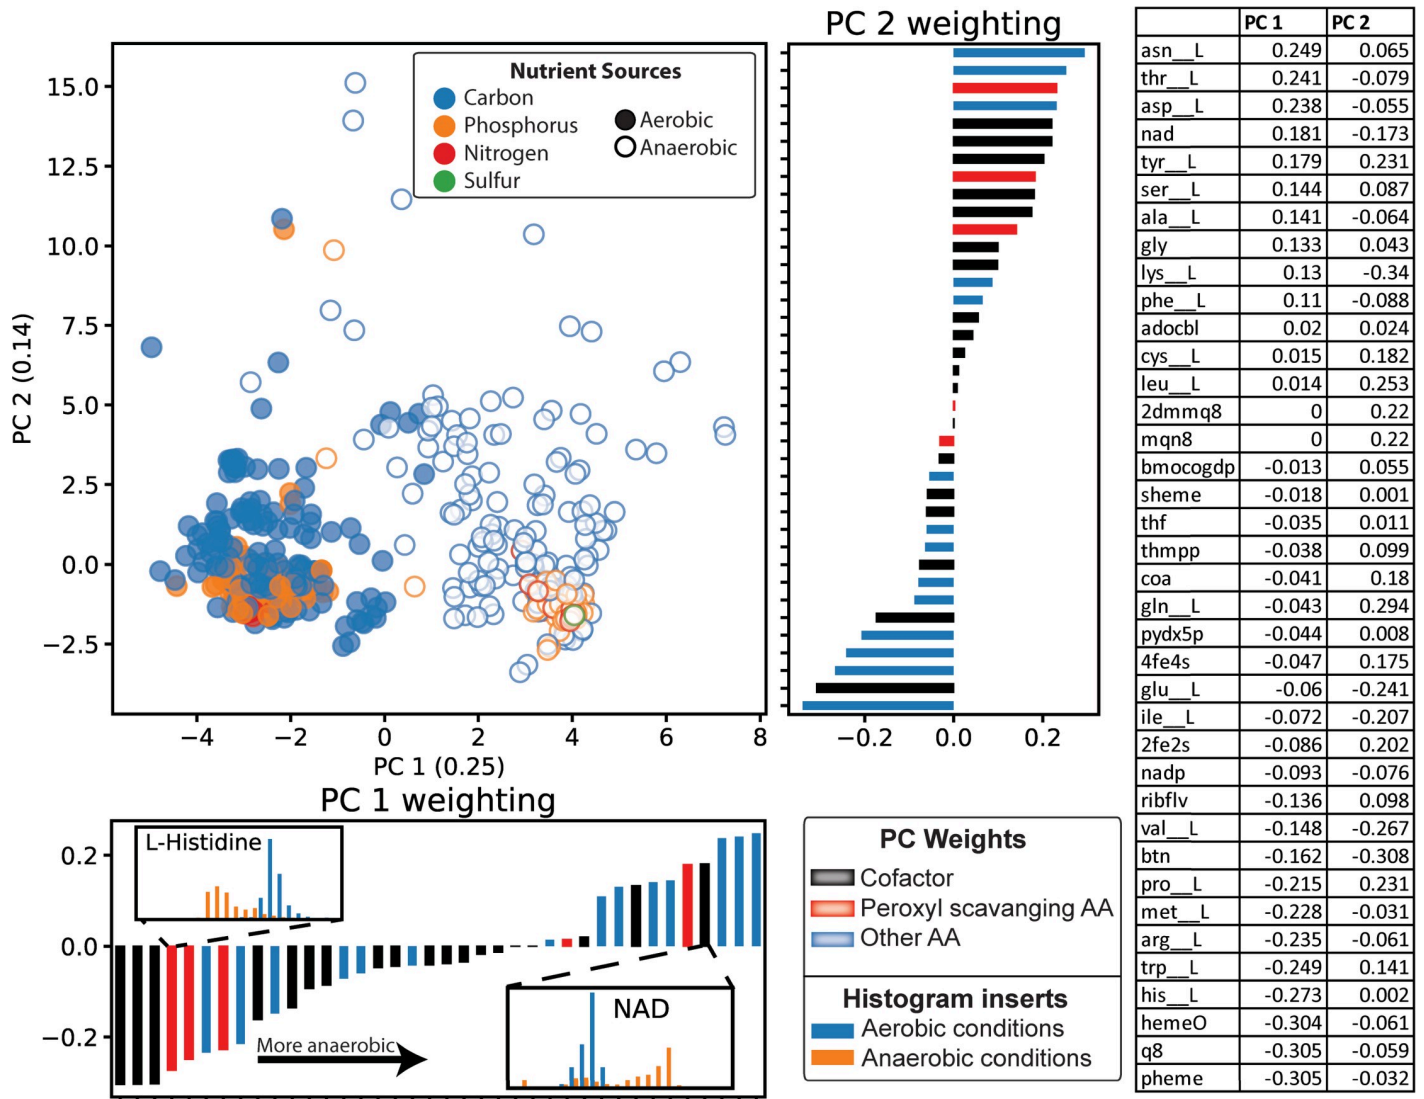 PC 2 weighting
Nutrient Sources
Carbon
Phosphorus
Nitrogen
Sulfur
Aerobic
Anaerobic
15.0
12.5
10.0
7.5
5.0
2.5
0.0
−2.5
PC 2 (0.14)
−4 −2 0 2 4 6 8
PC 1 (0.25)
−0.2 0.0 0.2
PC 1 weighting
0.2
0.0
−0.2
L-Histidine
More anaerobic
NAD
PC Weights
Cofactor
Peroxyl scavanging AA
Other AA
Histogram inserts
Aerobic conditions
Anaerobic conditions
PC 1 PC 2
asn__L 0.249 0.065
thr__L 0.241 -0.079
asp__L 0.238 -0.055
nad 0.181 -0.173
tyr__L 0.179 0.231
ser__L 0.144 0.087
ala__L 0.141 -0.064
gly 0.133 0.043
lys__L 0.13 -0.34
phe__L 0.11 -0.088
adocbl 0.02 0.024
cys__L 0.015 0.182
leu__L 0.014 0.253
2dmmq8 0 0.22
mqn8 0 0.22
bmocogdp -0.013 0.055
sheme -0.018 0.001
thf -0.035 0.011
thmpp -0.038 0.099
coa -0.041 0.18
gln__L -0.043 0.294
pydx5p -0.044 0.008
4fe4s -0.047 0.175
glu__L -0.06 -0.241
ile__L -0.072 -0.207
2fe2s -0.086 0.202
nadp -0.093 -0.076
ribflv -0.136 0.098
val__L -0.148 -0.267
btn -0.162 -0.308
pro__L -0.215 0.231
met__L -0.228 -0.031
arg__L -0.235 -0.061
trp__L -0.249 0.141
his__L -0.273 0.002
hemeO -0.304 -0.061
q8 -0.305 -0.059
pheme -0.305 -0.032